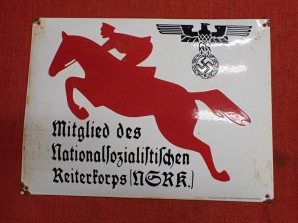 Mitglied des
Nationalsozialistischen
Reiterkorps (NSRK.)